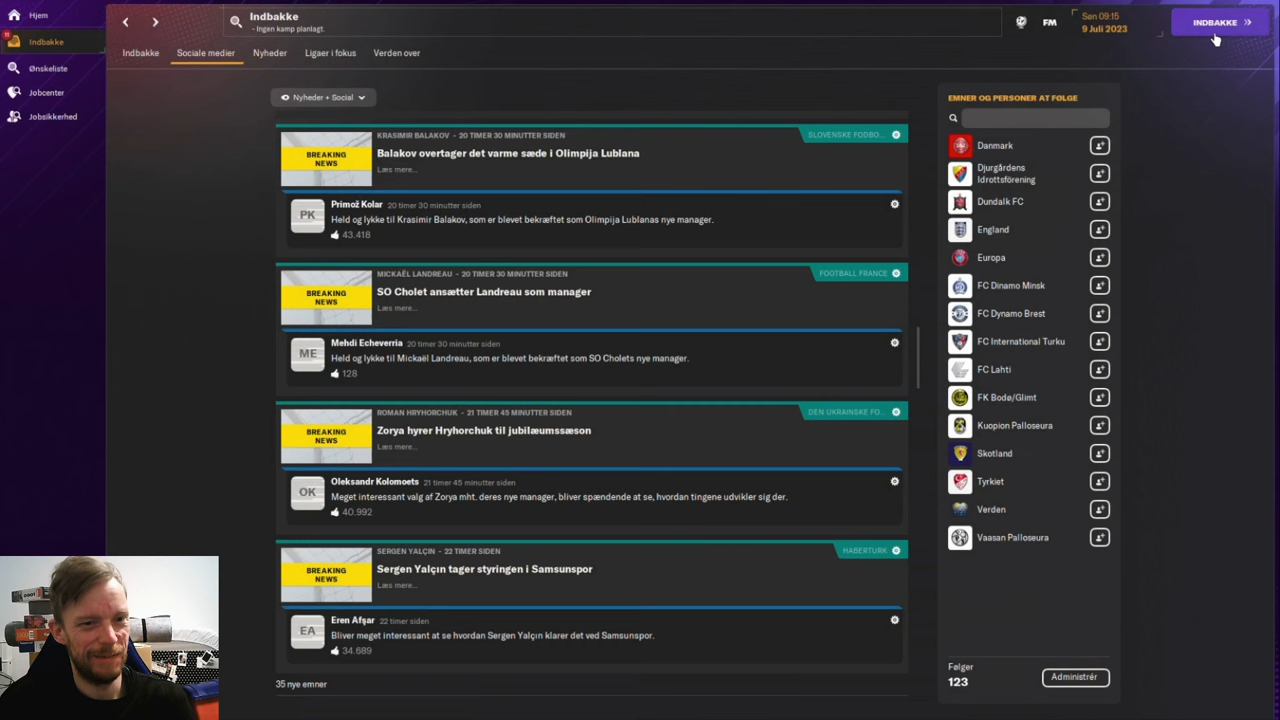 Hjem
11
Indbakke
Ønskeliste
Jobcenter
Jobsikkerhed
Indbakke
- Ingen kamp planlagt.
FM
Søn 09:15
9 Juli 2023
INDBAKKE
Indbakke
Sociale medier
Nyheder
Ligaer i fokus
Verden over
Nyheder + Social
KRASIMIR BALAKOV - 20 TIMER 30 MINUTTER SIDEN
SLOVENSKE FODBO...
BREAKING
NEWS
Balakov overtager det varme sæde i Olimpija Lublana
Læs mere...
PK
Primož Kolar 20 timer 30 minutter siden
Held og lykke til Krasimir Balakov, som er blevet bekræftet som Olimpija Lublanas nye manager.
43.418
MICKAËL LANDREAU - 20 TIMER 30 MINUTTER SIDEN
FOOTBALL FRANCE
BREAKING
NEWS
SO Cholet ansætter Landreau som manager
Læs mere...
ME
Mehdi Echeverria 20 timer 30 minutter siden
Held og lykke til Mickaël Landreau, som er blevet bekræftet som SO Cholets nye manager.
128
ROMAN HRYHORCHUK - 21 TIMER 45 MINUTTER SIDEN
DEN UKRAINSKE FO...
BREAKING
NEWS
Zorya hyrer Hryhorchuk til jubilæumssæson
Læs mere...
OK
Oleksandr Kolomoets 21 timer 45 minutter siden
Meget interessant valg af Zorya mht. deres nye manager, bliver spændende at se, hvordan tingene udvikler sig der.
40.992
SERGEN YALÇIN - 22 TIMER SIDEN
HABERTURK
BREAKING
NEWS
Sergen Yalçın tager styringen i Samsunspor
Læs mere...
EA
Eren Afşar 22 timer siden
Bliver meget interessant at se hvordan Sergen Yalçın klarer det ved Samsunspor.
34.689
35 nye emner
EMNER OG PERSONER AT FØLGE
Danmark
Djurgårdens
Idrottsförening
Dundalk FC
England
Europa
FC Dinamo Minsk
FC Dynamo Brest
FC International Turku
FC Lahti
FK Bodø/Glimt
Kuopion Palloseura
Skotland
Tyrkiet
Verden
Vaasan Palloseura
Følger
123
Administrér